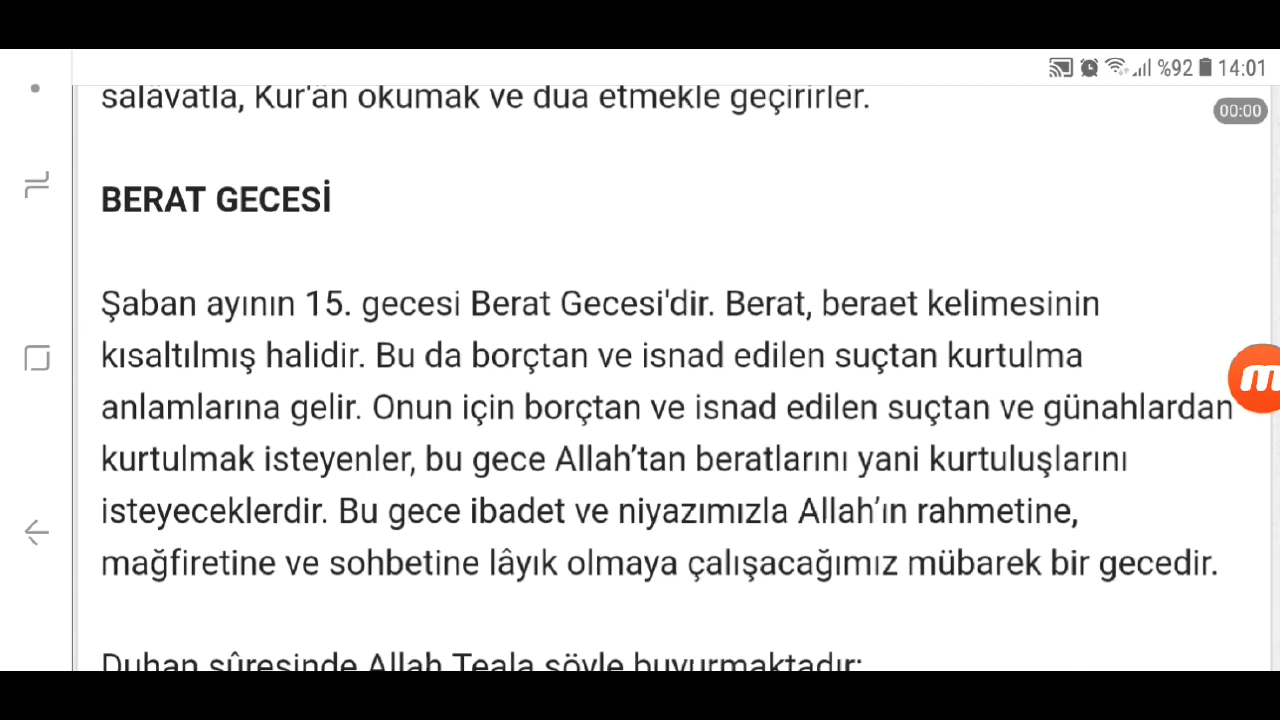 %92 14:01
salâvatla, Kur'ân okumak ve dua etmekle geçirirler.
00:00
BERAT GECESİ
Şaban ayının 15. gecesi Berat Gecesi'dir. Berat, beraet kelimesinin
kısaltılmış halidir. Bu da borçtan ve isnad edilen suçtan kurtulma
anlamlarına gelir. Onun için borçtan ve isnad edilen suçtan ve günahlardan
kurtulmak isteyenler, bu gece Allah’tan beratlarını yani kurtuluşlarını
isteyeceklerdir. Bu gece ibadet ve niyazımızla Allah’ın rahmetine,
mağfiretine ve sohbetine lâyık olmaya çalışacağımız mübarek bir gecedir.
Duhan sûresinde Allah Teala şöyle buyurmaktadır: